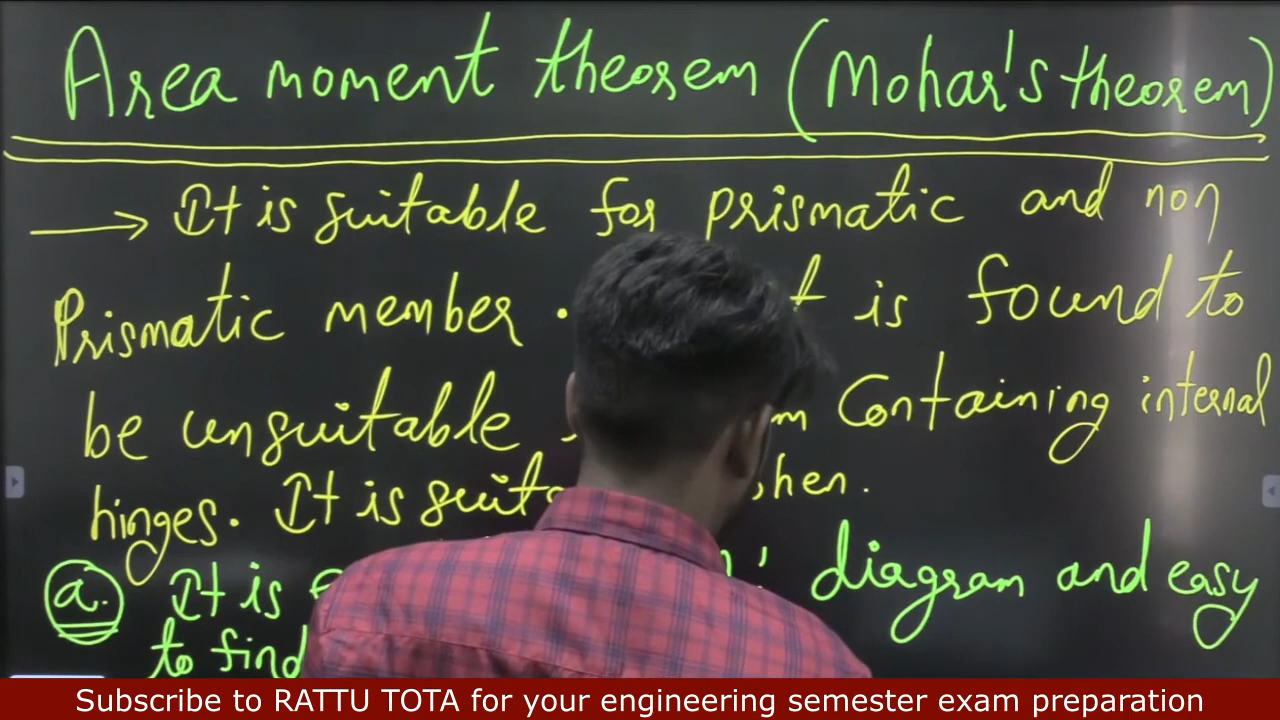 Area moment theorem (Mohar's theorem)
→ It is suitable for prismatic and non
Prismatic member. is found to
be unsuitable Containing internal
hinges. It is
a. It is diagram and easy
to find
Subscribe to RATTU TOTA for your engineering semester exam preparation